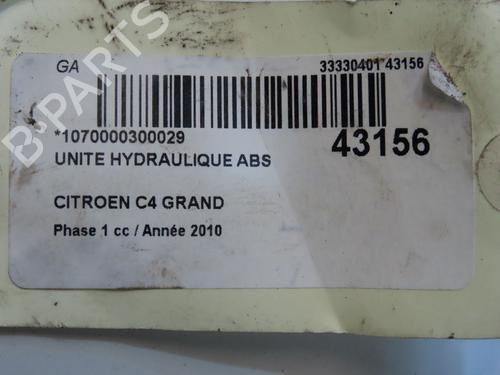 GA 33330401 43156
*1070000300029
43156
UNITE HYDRAULIQUE ABS
CITROEN C4 GRAND
Phase 1 cc / Année 2010
B-PARTS